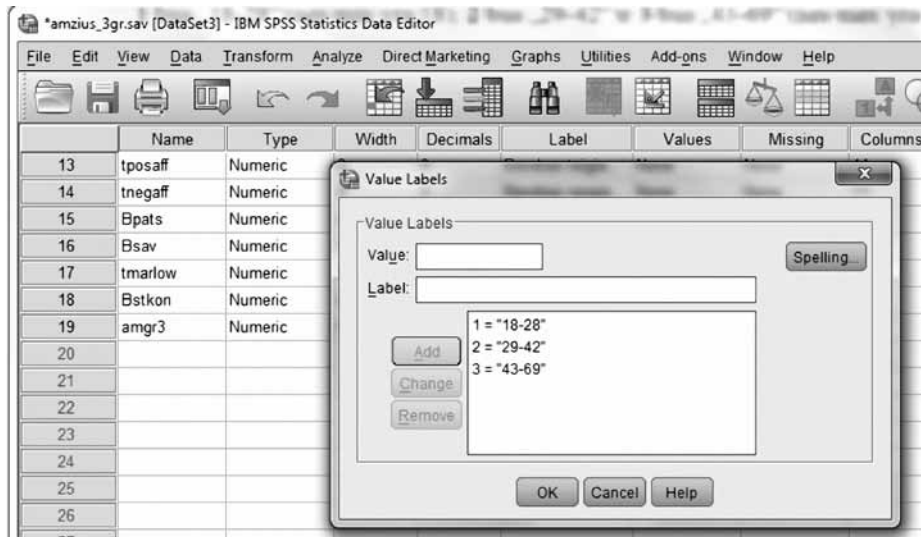 *amzius_3gr.sav [DataSet3] - IBM SPSS Statistics Data Editor
File Edit View Data Transform Analyze Direct Marketing Graphs Utilities Add-ons Window Help
Name Type Width Decimals Label Values Missing Columns
13 tposaff Numeric
14 tnegaff Numeric
15 Bpats Numeric
16 Bsav Numeric
17 tmarlow Numeric
18 Bstkon Numeric
19 amgr3 Numeric
20
21
22
23
24
25
26
Value Labels
Value Labels
Value:
Spelling...
Label:
1 = "18-28"
2 = "29-42"
3 = "43-69"
Add
Change
Remove
OK Cancel Help